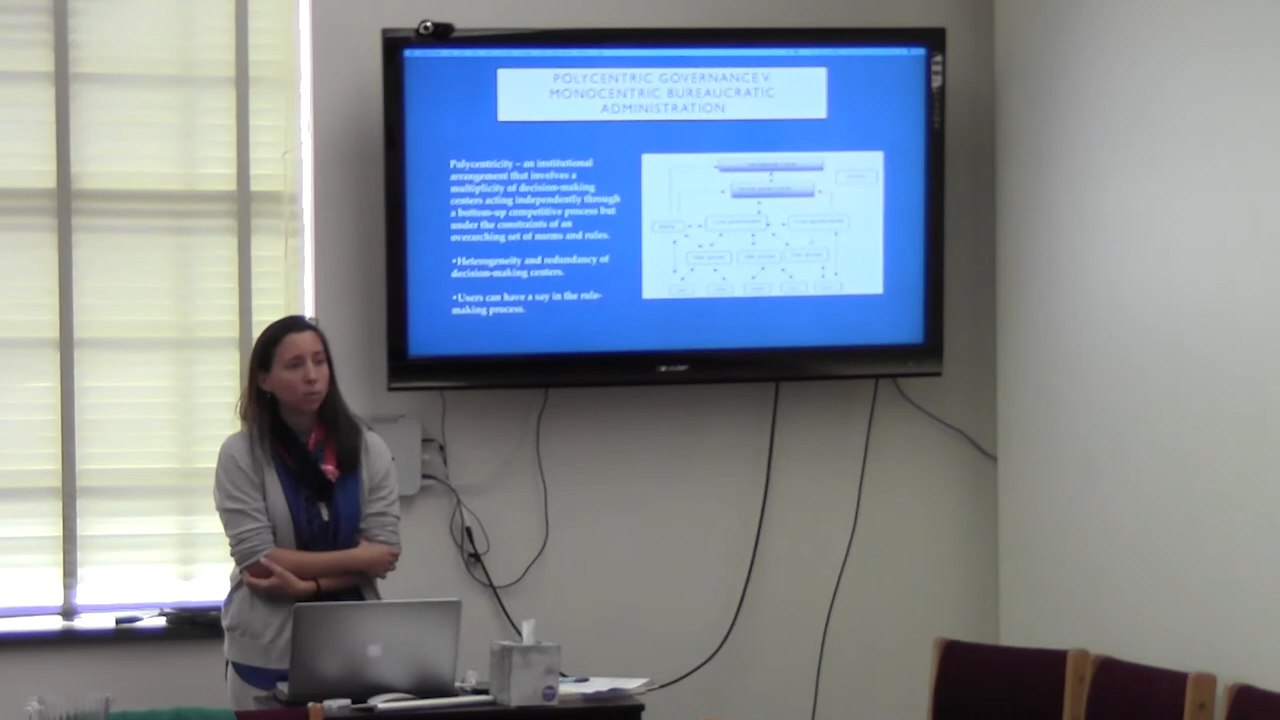 POLYCENTRIC GOVERNANCE V.
MONOCENTRIC BUREAUCRATIC
ADMINISTRATION
Polycentricity – an institutional
arrangement that involves a
multiplicity of decision-making
centers acting independently through
a bottom-up competitive process but
under the constraints of an
overarching set of norms and rules.
•Heterogeneity and redundancy of
decision-making centers.
•Users can have a say in the rule-
making process.
SHARP